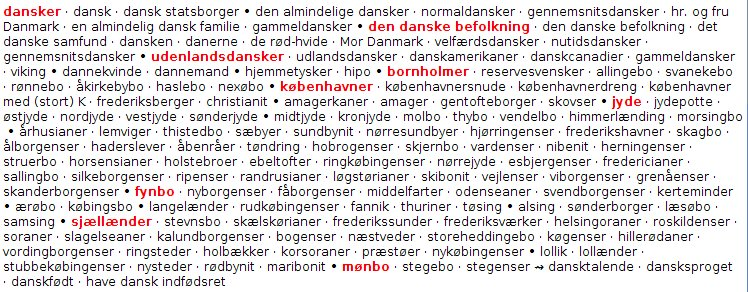 dansker · dansk · dansk statsborger • den almindelige dansker · normaldansker · gennemsnitsdansker · hr. og fru
Danmark · en almindelig dansk familie · gammeldansker • den danske befolkning · den danske befolkning · det
danske samfund · dansken · danerne · de rød-hvide · Mor Danmark · velfærdsdansker · nutidsdansker ·
gennemsnitsdansker • udenlandsdansker · udlandsdansker · danskamerikaner · danskcanadier · gammeldansker
· viking • dannekvinde · dannemand • hjemmetysker · hipo • bornholmer · reservesvensker · allingebo · svanekebo
· rønnebo · åkirkebybo · haslebo · nexøbo • københavner · københavnersnude · københavnerdreng · københavner
med (stort) K · frederiksberger · christianit • amagerkaner · amager · gentofteborger · skovser • jyde · jydepotte ·
østjyde · nordjyde · vestjyde · sønderjyde • midtjyde · kronjyde · molbo · thybo · vendelbo · himmerlænding · morsingbo
• århusianer · lemviger · thistedbo · sæbyer · sundbynit · nørresundbyer · hjørringenser · frederikshavner · skagbo ·
ålborgenser · haderslever · åbenråer · tøndring · hobrogenser · skjernbo · vardenser · nibenit · herningenser ·
struerbo · horsensianer · holstebroer · ebeltofter · ringkøbingenser · nørrejyde · esbjergenser · fredericianer ·
sallingbo · silkeborgenser · ripenser · randrusianer · løgstørianer · skibonit · vejlenser · viborgenser · grenåenser ·
skanderborgenser • fynbo · nyborgenser · fåborgenser · middelfarter · odenseaner · svendborgenser · kerteminder
• ærøbo · købingsbo • langelænder · rudkøbingenser · fannik · thuriner · tøsing • alsing · sønderborger · læsøbo ·
samsing • sjællænder · stevnsbo · skælskørianer · frederikssunder · frederiksværker · helsingoraner · roskildenser ·
soraner · slagelseaner · kalundborgenser · bogenser · næstveder · storeheddingebo · køgenser · hillerødaner ·
vordingborgenser · ringsteder · holbækker · korsoraner · præstøer · nykøbingenser • lollik · lollænder ·
stubbekøbingenser · nysteder · rødbynit · maribonit • mønbo · stegebo · stegenser ⇝ dansktalende · dansksproget
· danskfødt · have dansk indfødsret